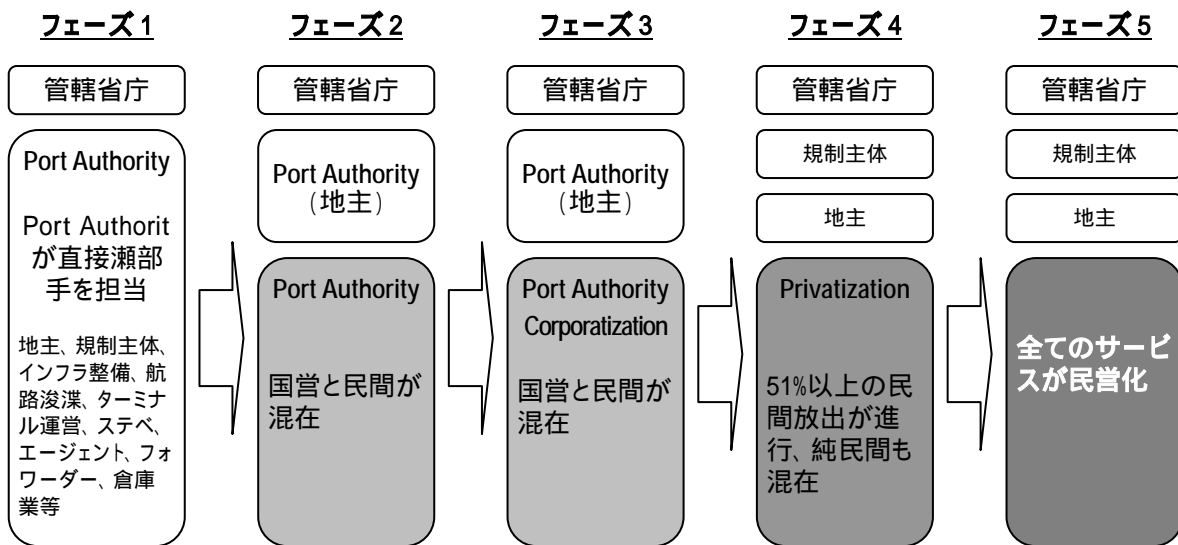 フェーズ1
管轄省庁
Port Authority
Port Authorit
が直接瀬部
手を担当
地主、規制主体、
インフラ整備、航
路浚渫、ターミナ
ル運営、ステベ、
エージェント、フォ
ワーダー、倉庫
業等
フェーズ2
管轄省庁
Port Authority
(地主)
Port Authority
国営と民間が
混在
フェーズ3
管轄省庁
Port Authority
(地主)
Port Authority
Corporatization
国営と民間が
混在
フェーズ4
管轄省庁
規制主体
地主
Privatization
51%以上の民
間放出が進
行、純民間も
混在
フェーズ5
管轄省庁
規制主体
地主
全てのサービ
スが民営化